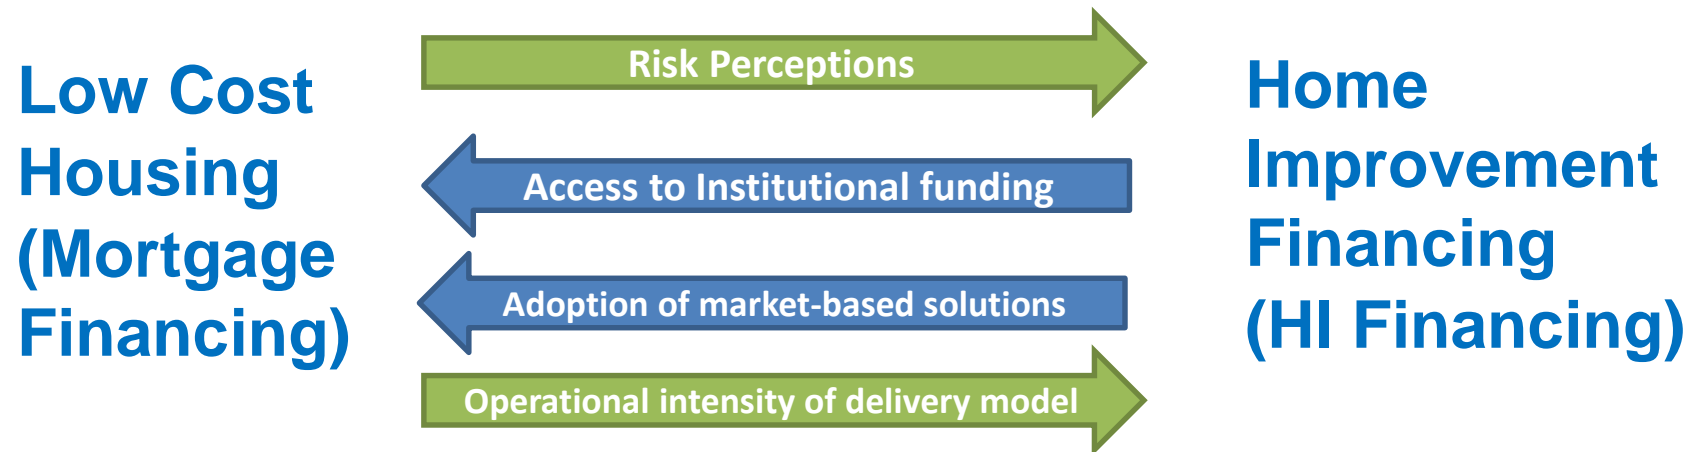 Low Cost
Housing
(Mortgage
Financing)
Risk Perceptions
Access to Institutional funding
Adoption of market-based solutions
Operational intensity of delivery model
Home
Improvement
Financing
(HI Financing)